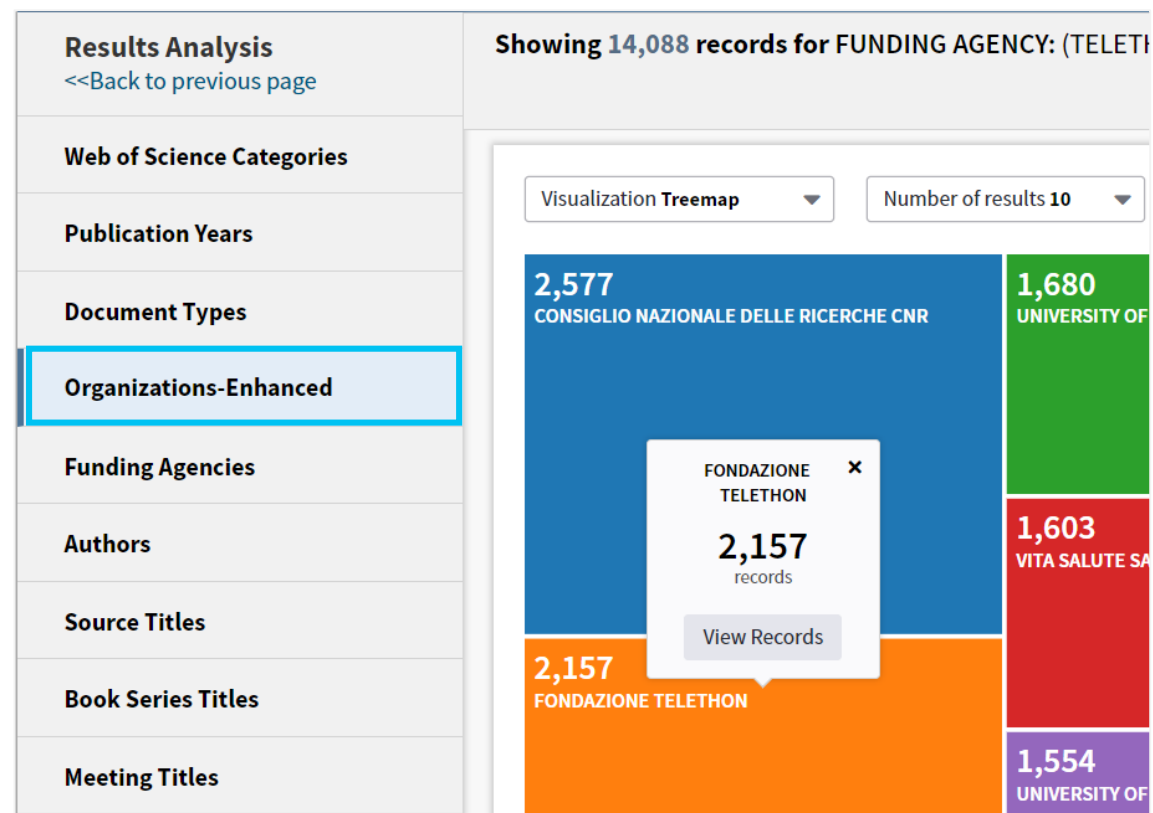 Results Analysis
<<Back to previous page
Web of Science Categories
Publication Years
Document Types
Organizations-Enhanced
Funding Agencies
Authors
Source Titles
Book Series Titles
Meeting Titles
Showing 14,088 records for FUNDING AGENCY: (TELETH
Visualization Treemap
Number of results 10
2,577
CONSIGLIO NAZIONALE DELLE RICERCHE CNR
1,680
UNIVERSITY OF
FONDAZIONE
TELETHON
2,157
records
View Records
1,603
VITA SALUTE SA
2,157
FONDAZIONE TELETHON
1,554
UNIVERSITY OF